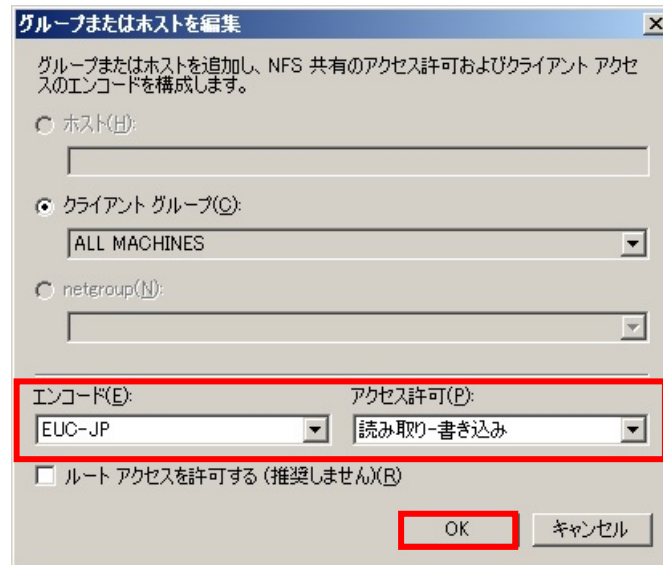 グループまたはホストを編集
グループまたはホストを追加し、NFS 共有のアクセス許可およびクライアント アクセ
スのエンコードを構成します。
ホスト(H):
クライアント グループ(C):
ALL MACHINES
netgroup(N):
エンコード(E): アクセス許可(P):
EUC-JP 読み取り-書き込み
ルート アクセスを許可する (推奨しません)(R)
OK キャンセル